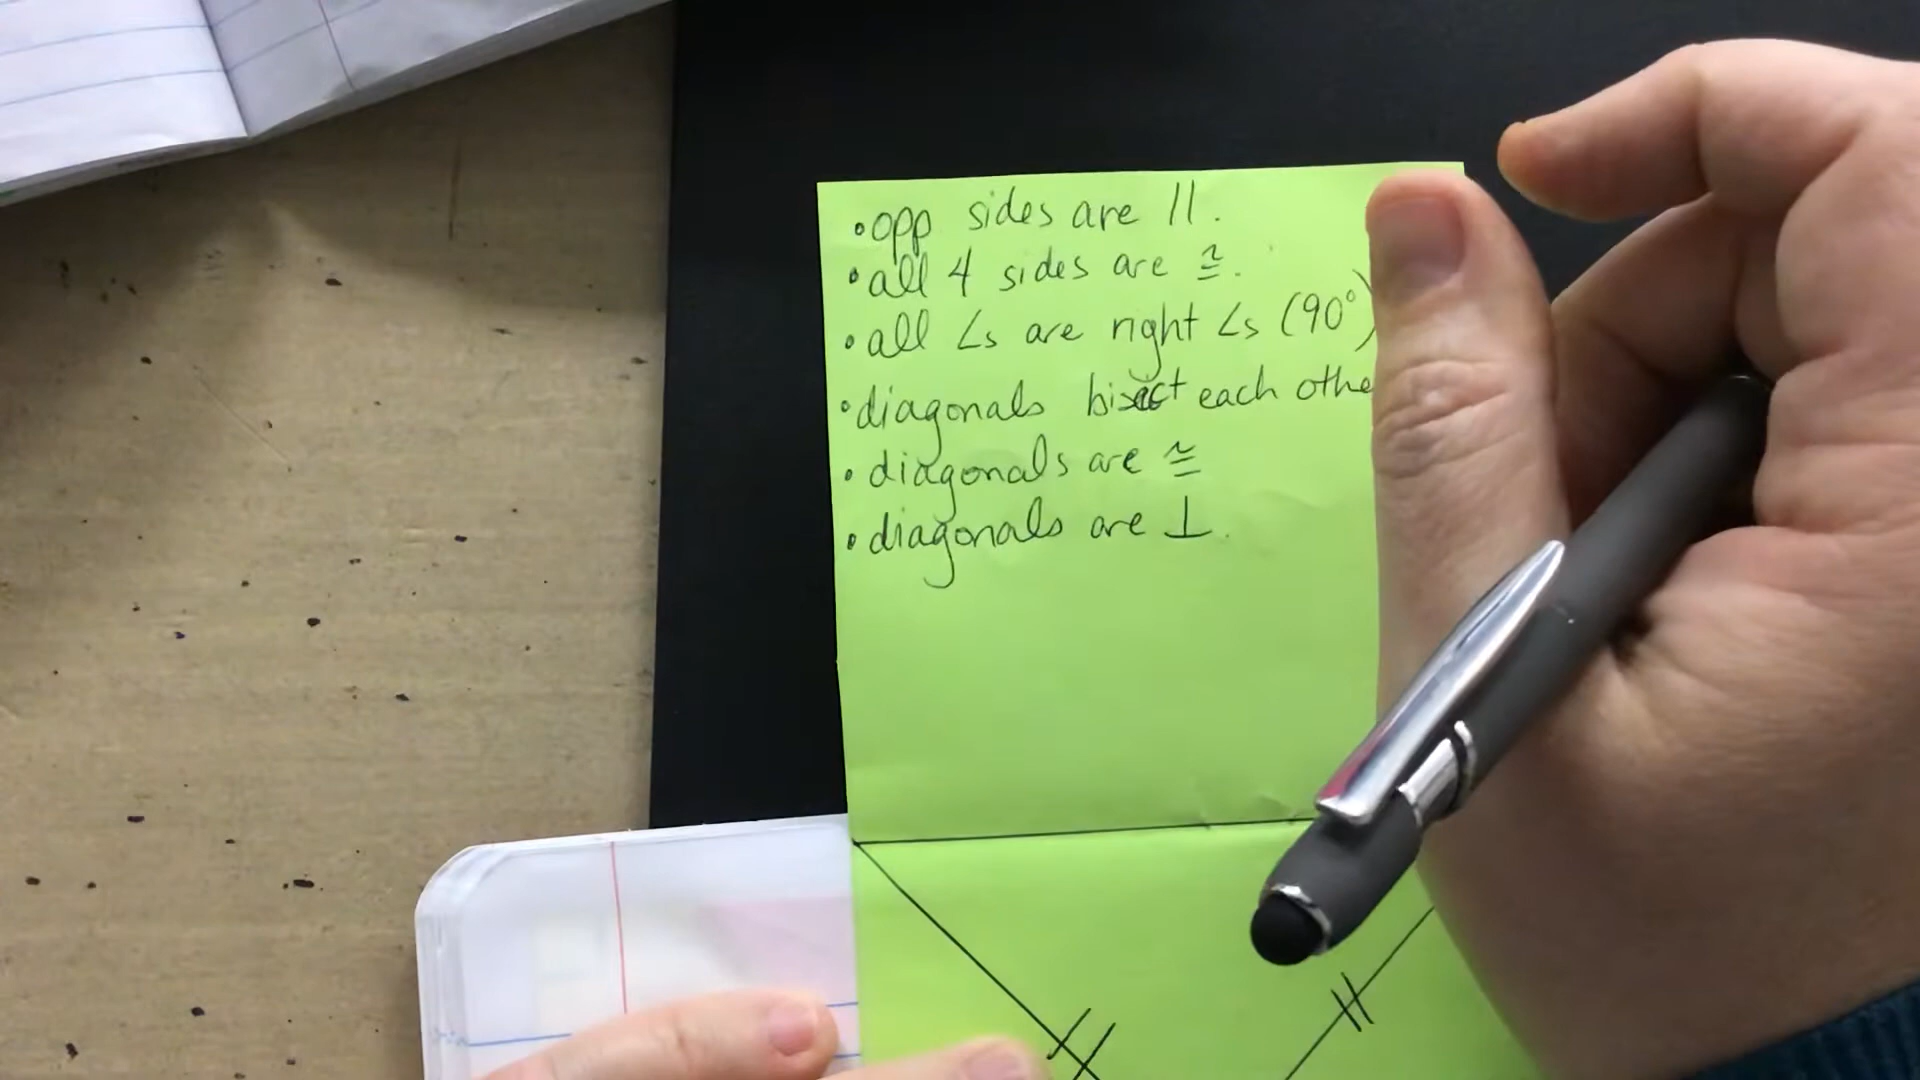 •opp sides are ||.
•all 4 sides are ≅.
•all ∠s are right ∠s (90°)
•diagonals bisect each othe
•diagonals are ≅
•diagonals are ⊥.